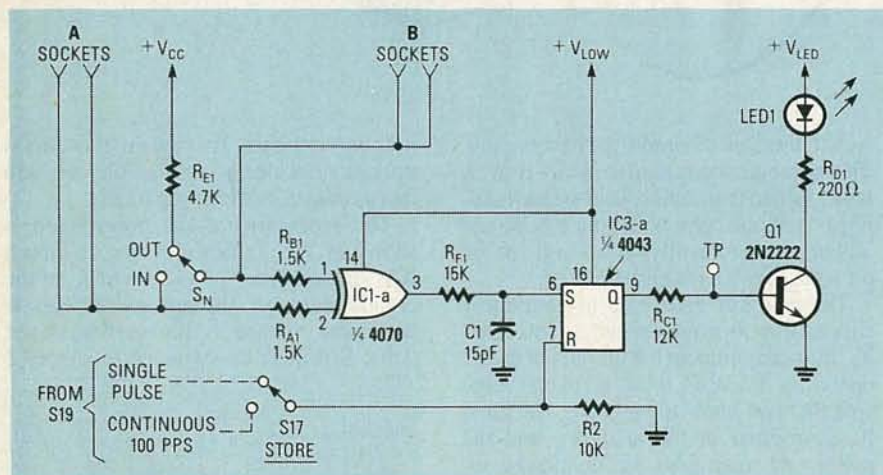 A
SOCKETS
+ VCC
B
SOCKETS
+ VLOW
+ VLED
LED1
RE1
4.7K
RD1
220Ω
OUT
IN
SN
RB1
1.5K
1
14
3
2
IC1-a
¼ 4070
RA1
1.5K
RF1
15K
C1
15pF
IC3-a
¼ 4043
16
6
S
Q
9
7
R
TP
RC1
12K
Q1
2N2222
FROM
S19
SINGLE
PULSE
CONTINUOUS
100 PPS
S17
STORE
R2
10K